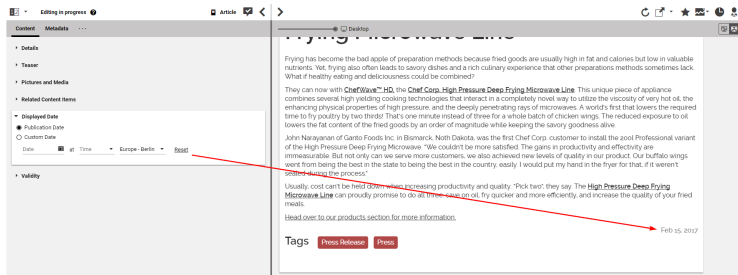 Editing in progress
Article
Content Metadata ...
Desktop
Details
Teaser
Pictures and Media
Related Content Items
Displayed Date
Publication Date
Custom Date
Date at Time Europe - Berlin Reset
Validity
Frying Microwave Line
Frying has become the bad apple of preparation methods because fried goods are usually high in fat and calories but low in valuable
nutrients. Yet, frying also often leads to savory dishes and a rich culinary experience that other preparations methods sometimes lack.
What if healthy eating and deliciousness could be combined?
They can now with ChefWave™ HD, the Chef Corp. High Pressure Deep Frying Microwave Line. This unique piece of appliance
combines several high yielding cooking technologies that interact in a completely novel way to utilize the viscosity of very hot oil, the
enhancing physical properties of high pressure, and the deeply penetrating rays of microwaves. A world's first that lowers the required
time to fry poultry by two thirds! That's one minute instead of three for a whole batch of chicken wings. The reduced exposure to oil
lowers the fat content of the fried goods by an order of magnitude while keeping the savory goodness alive.
John Narayanan of Ganto Foods Inc. in Bismarck, Noth Dakota, was the first Chef Corp. customer to install the 200l Professional variant
of the High Pressure Deep Frying Microwave. "We couldn't be more satisfied. The gains in productivity and effectivity are
immeasurable. But not only can we serve more customers, we also achieved new levels of quality in our product. Our buffalo wings
went from being the best in the state to being the best in the country, easily. I would put my hand in the fryer for that, if it weren't
sealed during the process."
Usually, cost can't be held down when increasing productivity and quality. "Pick two", they say. The High Pressure Deep Frying
Microwave Line can proudly promise to do all three: save on oil, fry quicker and more efficiently, and increase the quality of your fried
meals.
Head over to our products section for more information.
Feb 15, 2017
Tags Press Release Press